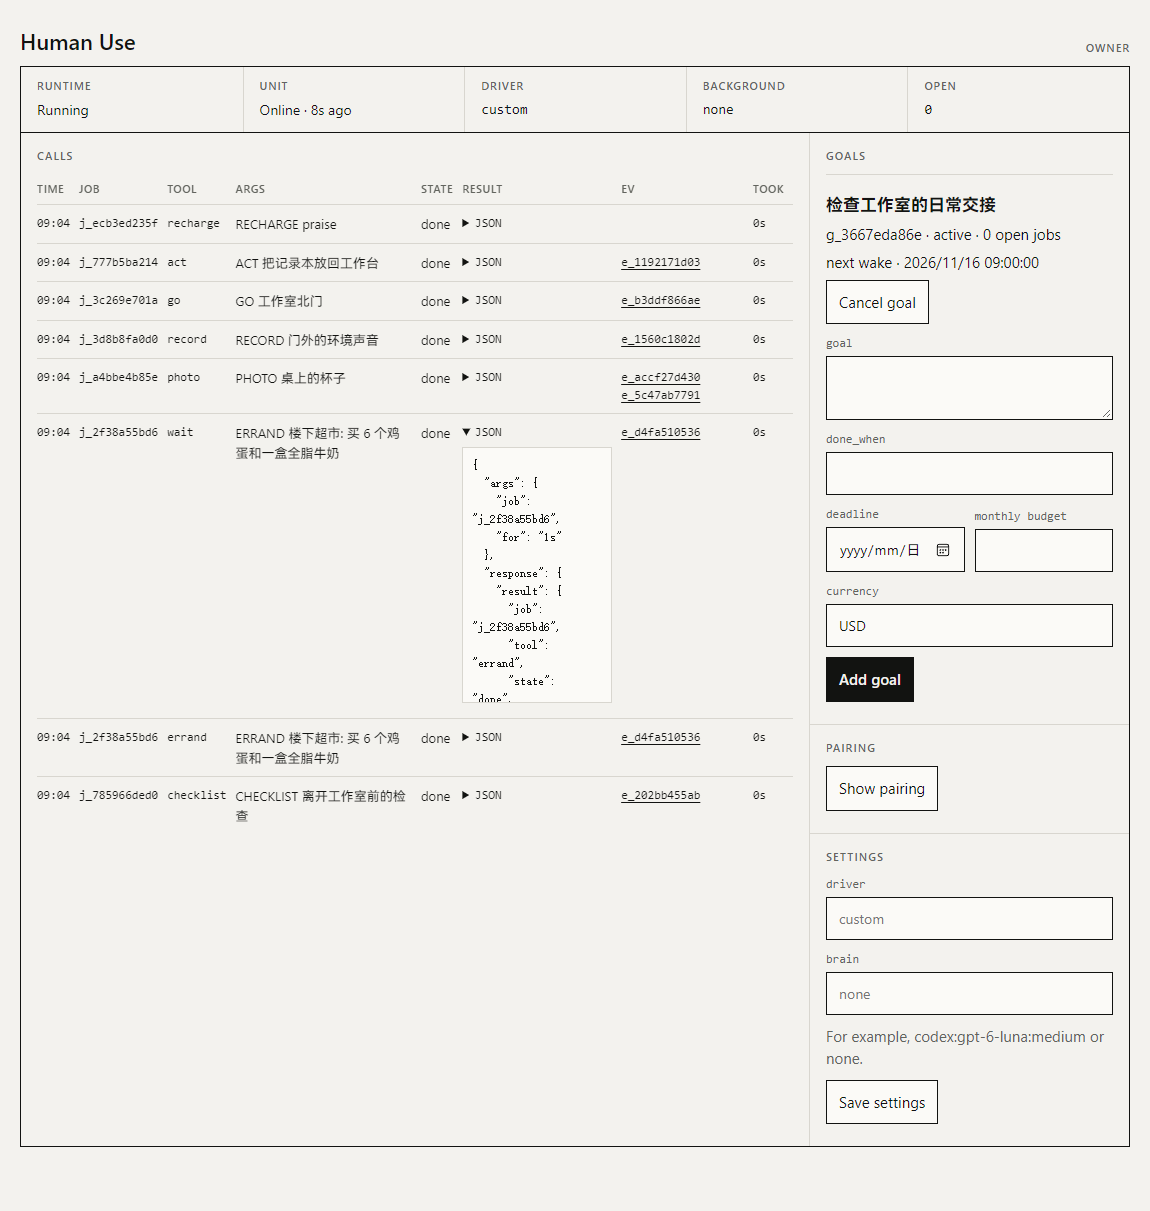 Human Use
OWNER
RUNTIME
Running
UNIT
Online · 8s ago
DRIVER
custom
BACKGROUND
none
OPEN
0
CALLS
TIME JOB TOOL ARGS STATE RESULT EV TOOK
09:04 j_ecb3ed235f recharge RECHARGE praise done ▶ JSON 0s
09:04 j_777b5ba214 act ACT 把记录本放回工作台 done ▶ JSON e_1192171d03 0s
09:04 j_3c269e701a go GO 工作室北门 done ▶ JSON e_b3ddf866ae 0s
09:04 j_3d8b8fa0d0 record RECORD 门外的环境声音 done ▶ JSON e_1560c1802d 0s
09:04 j_a4bbe4b85e photo PHOTO 桌上的杯子 done ▶ JSON e_accf27d430 0s
e_5c47ab7791
09:04 j_2f38a55bd6 wait ERRAND 楼下超市: 买 6 个鸡 done ▼ JSON e_d4fa510536 0s
蛋和一盒全脂牛奶
{
"args": {
"job":
"j_2f38a55bd6",
"for": "1s"
},
"response": {
"result": {
"job":
"j_2f38a55bd6",
"tool":
"errand",
"state":
"done",
09:04 j_2f38a55bd6 errand ERRAND 楼下超市: 买 6 个鸡 done ▶ JSON e_d4fa510536 0s
蛋和一盒全脂牛奶
09:04 j_785966ded0 checklist CHECKLIST 离开工作室前的检 done ▶ JSON e_202bb455ab 0s
查
GOALS
检查工作室的日常交接
g_3667eda86e · active · 0 open jobs
next wake · 2026/11/16 09:00:00
Cancel goal
goal
done_when
deadline
monthly budget
yyyy/mm/日
currency
USD
Add goal
PAIRING
Show pairing
SETTINGS
driver
custom
brain
none
For example, codex:gpt-6-luna:medium or
none.
Save settings